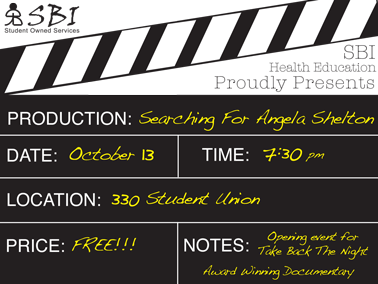 SBI
Student Owned Services
SBI
Health Education
Proudly Presents
PRODUCTION: Searching For Angela Shelton
DATE: October 13 TIME: 7:30 pm
LOCATION: 330 Student Union
PRICE: FREE!!! NOTES: Opening event for
Take Back The Night
Award Winning Documentary